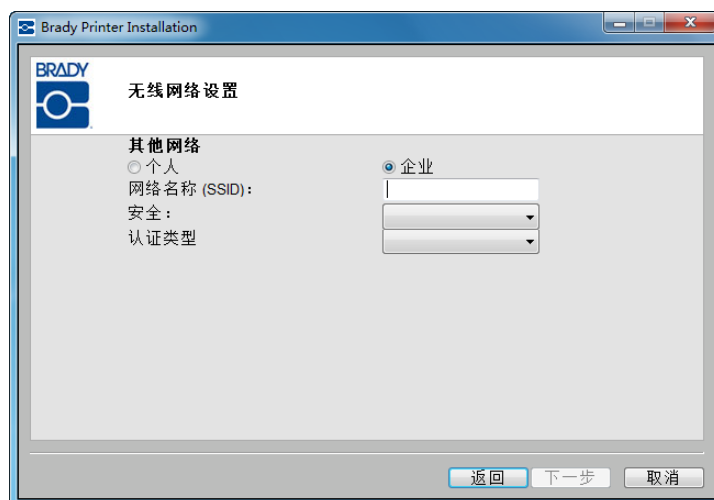 Brady Printer Installation
BRADY
无线网络设置
其他网络
个人 企业
网络名称 (SSID):
安全:
认证类型
返回 下一步 取消